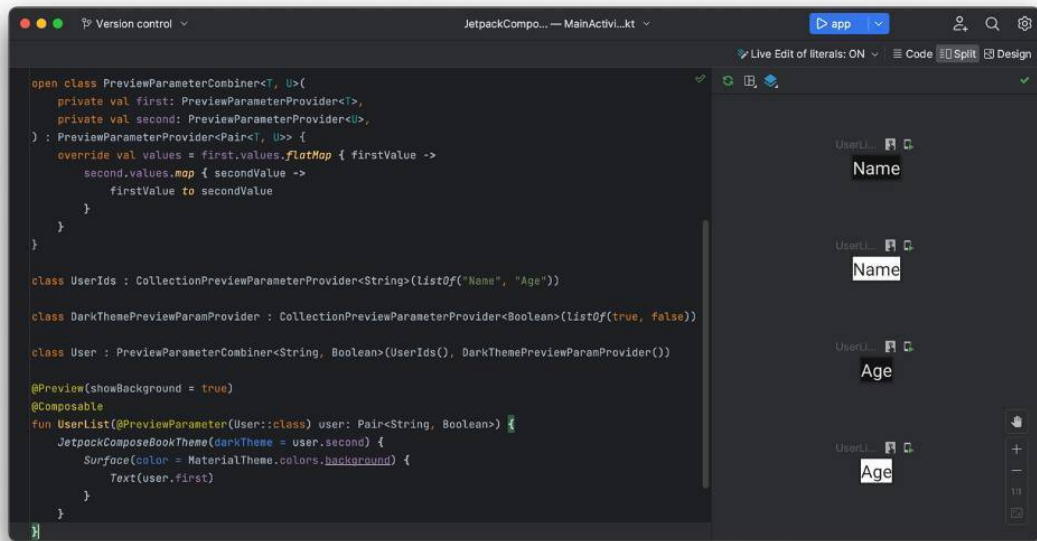 Version control
JetpackCompo... — MainActivi...kt
app
Live Edit of literals: ON
Code
Split
Design
open class PreviewParameterCombiner<T, U>(
    private val first: PreviewParameterProvider<T>,
    private val second: PreviewParameterProvider<U>,
) : PreviewParameterProvider<Pair<T, U>> {
    override val values = first.values.flatMap { firstValue ->
        second.values.map { secondValue ->
            firstValue to secondValue
        }
    }
}
class UserIds : CollectionPreviewParameterProvider<String>(listOf("Name", "Age"))
class DarkThemePreviewParamProvider : CollectionPreviewParameterProvider<Boolean>(listOf(true, false))
class User : PreviewParameterCombiner<String, Boolean>(UserIds(), DarkThemePreviewParamProvider())
@Preview(showBackground = true)
@Composable
fun UserList(@PreviewParameter(User::class) user: Pair<String, Boolean>) {
    JetpackComposeBookTheme(darkTheme = user.second) {
        Surface(color = MaterialTheme.colors.background) {
            Text(user.first)
        }
    }
}
UserLi...
Name
UserLi...
Name
UserLi...
Age
UserLi...
Age
1:1